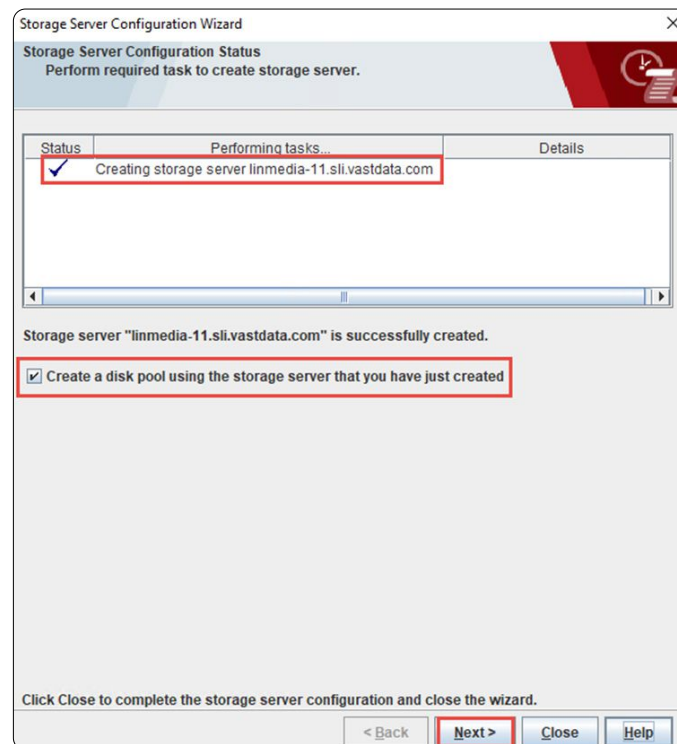 Storage Server Configuration Wizard
Storage Server Configuration Status
Perform required task to create storage server.
Status Performing tasks... Details
Creating storage server linmedia-11.sli.vastdata.com
Storage server "linmedia-11.sli.vastdata.com" is successfully created.
Create a disk pool using the storage server that you have just created
Click Close to complete the storage server configuration and close the wizard.
< Back Next > Close Help